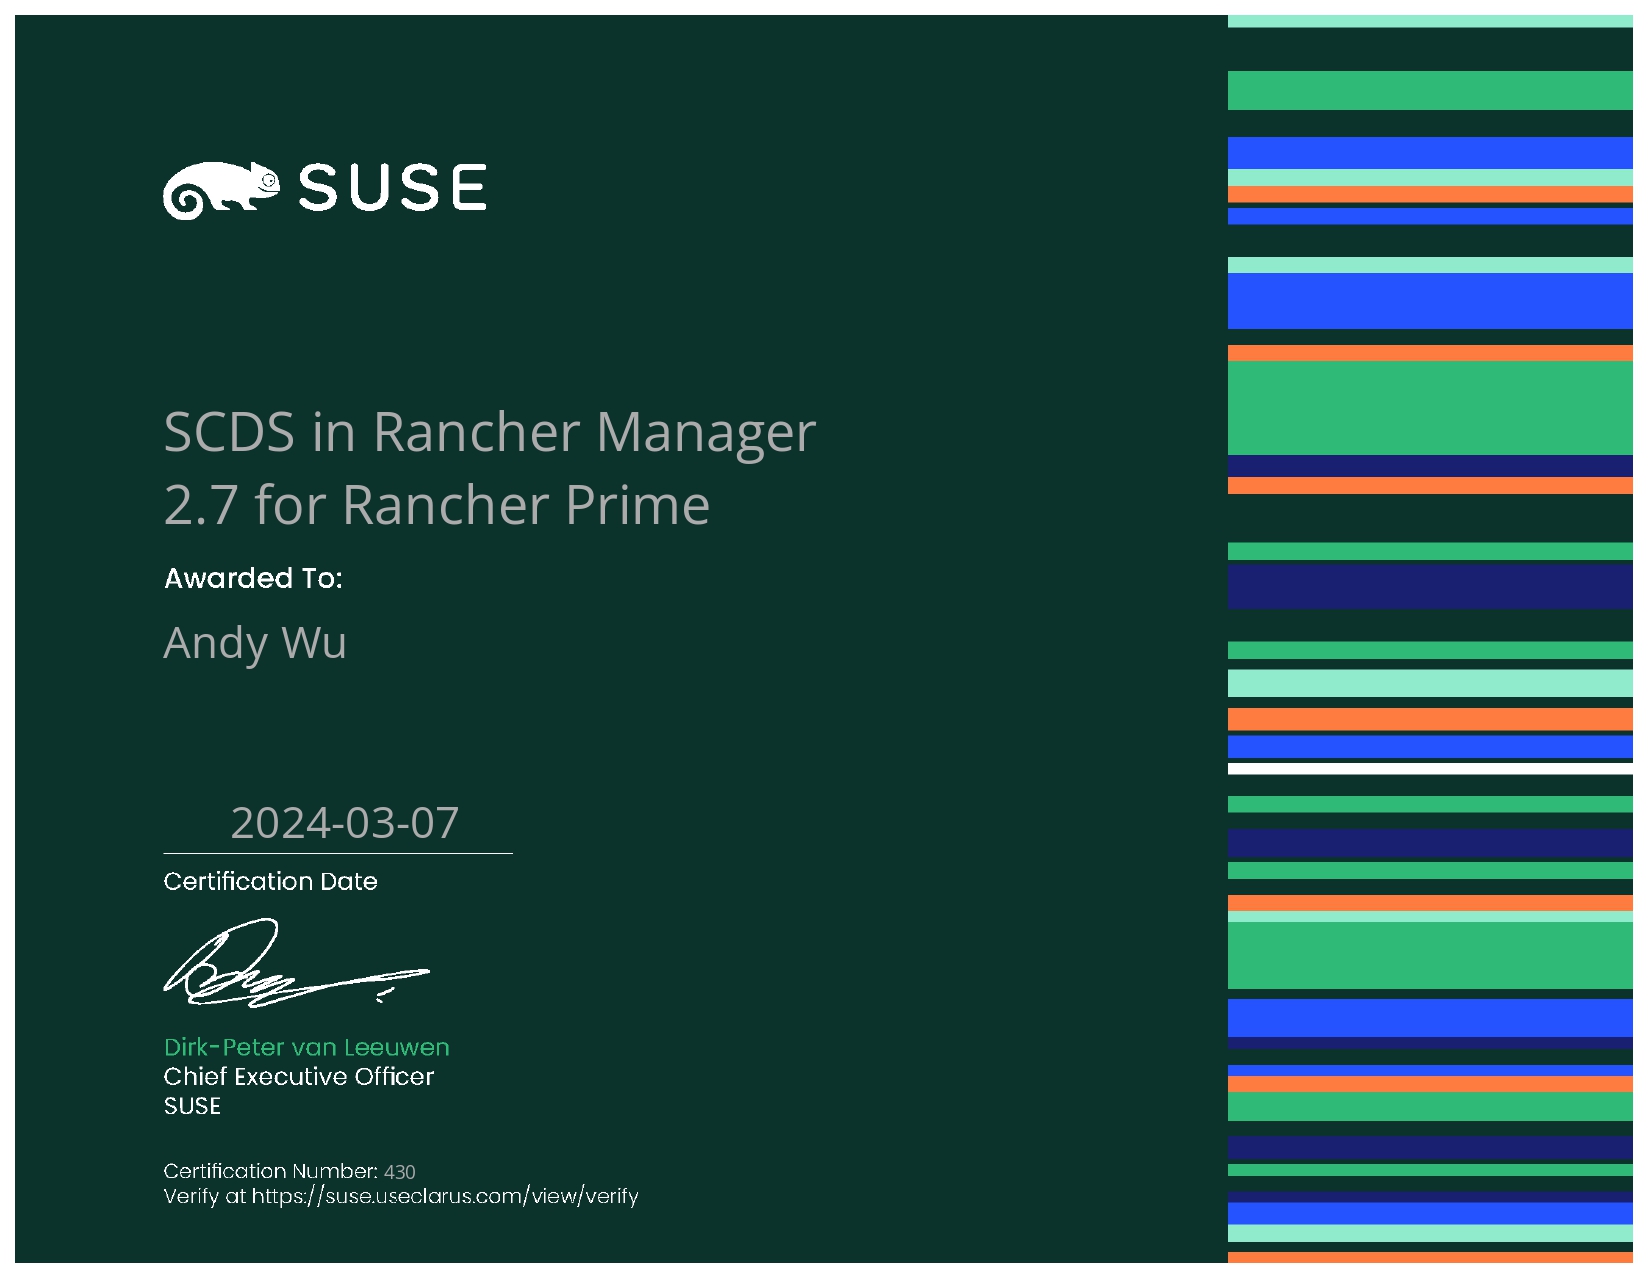 SUSE
SCDS in Rancher Manager
2.7 for Rancher Prime
Awarded To:
Andy Wu
2024-03-07
Certification Date
Dirk-Peter van Leeuwen
Chief Executive Officer
SUSE
Certification Number: 430
Verify at https://suse.useclarus.com/view/verify